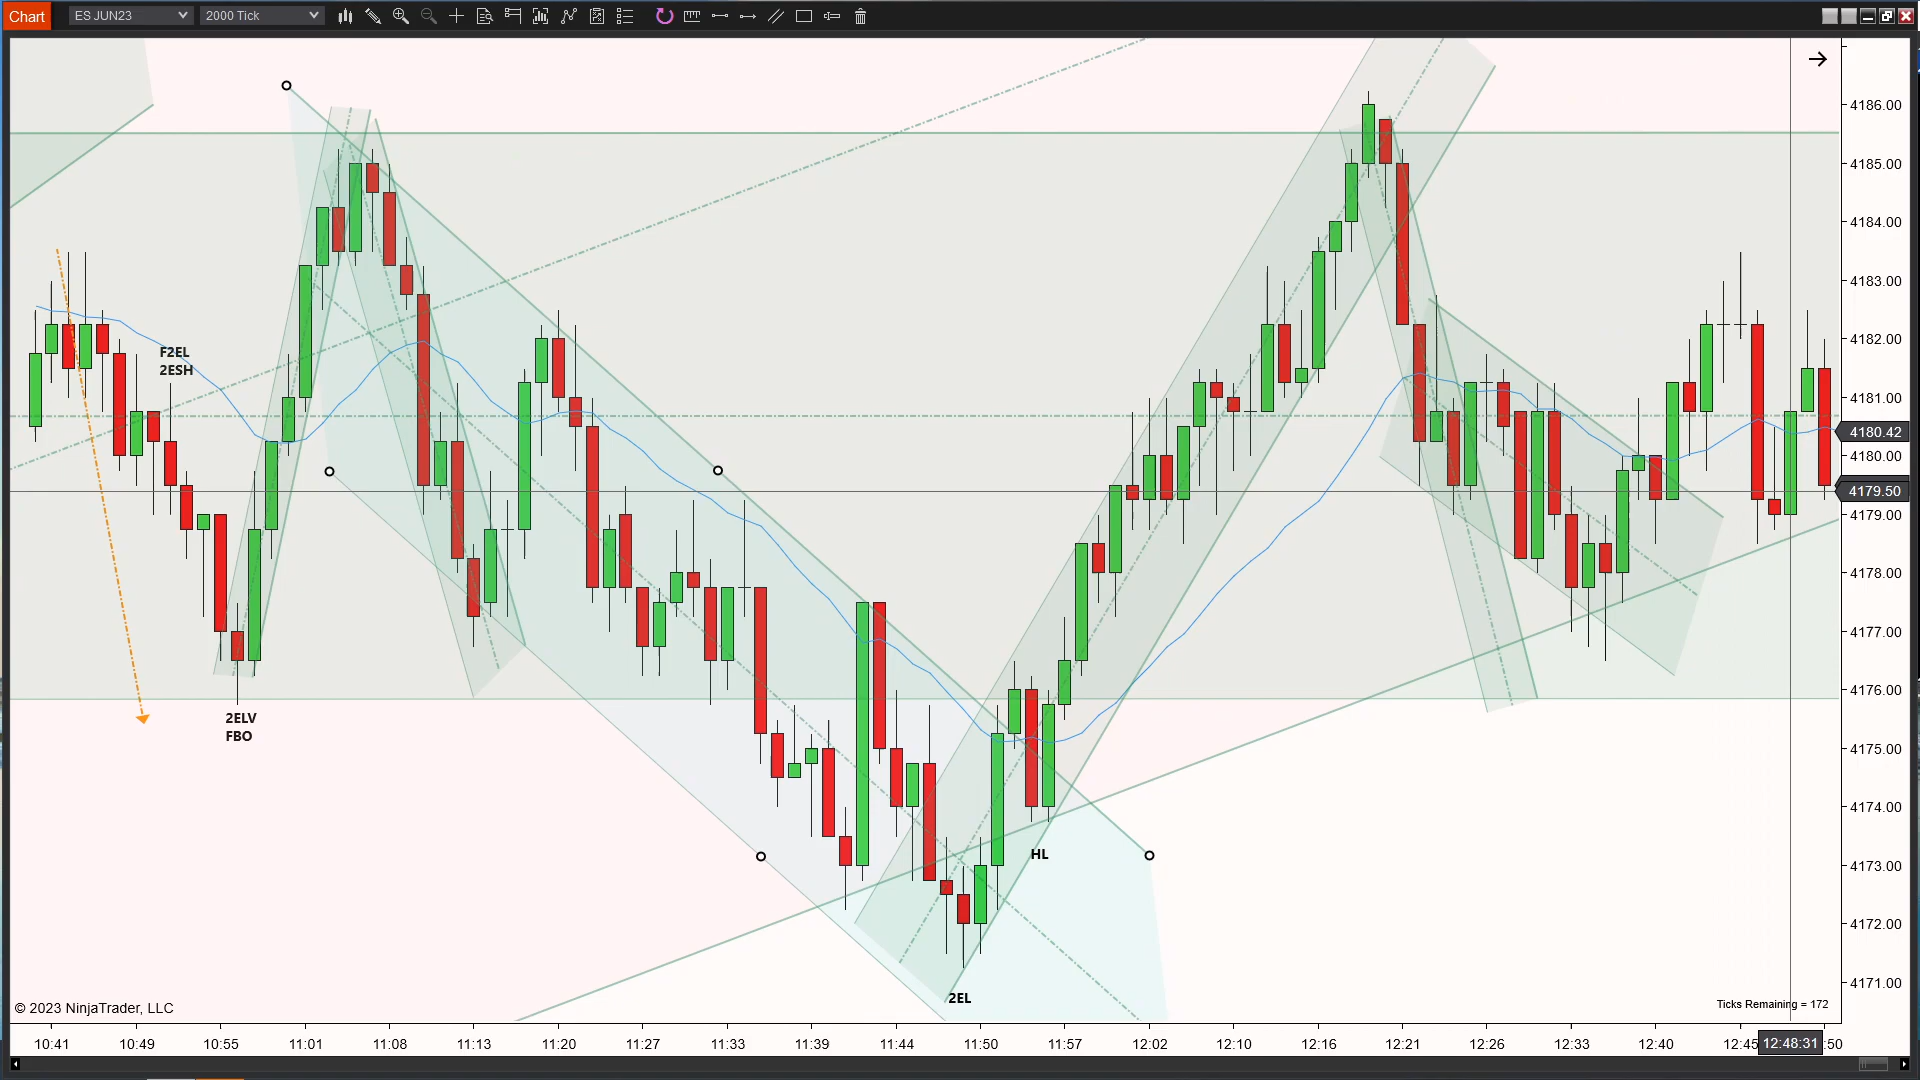 Chart
ES JUN23
2000 Tick
4186.00
4185.00
4184.00
4183.00
4182.00
4181.00
4180.42
4180.00
4179.50
4179.00
4178.00
4177.00
4176.00
4175.00
4174.00
4173.00
4172.00
4171.00
F2EL
2ESH
2ELV
FBO
HL
2EL
© 2023 NinjaTrader, LLC
Ticks Remaining = 172
10:41 10:49 10:55 11:01 11:08 11:13 11:20 11:27 11:33 11:39 11:44 11:50 11:57 12:02 12:10 12:16 12:21 12:26 12:33 12:40 12:45 12:48:31 :50